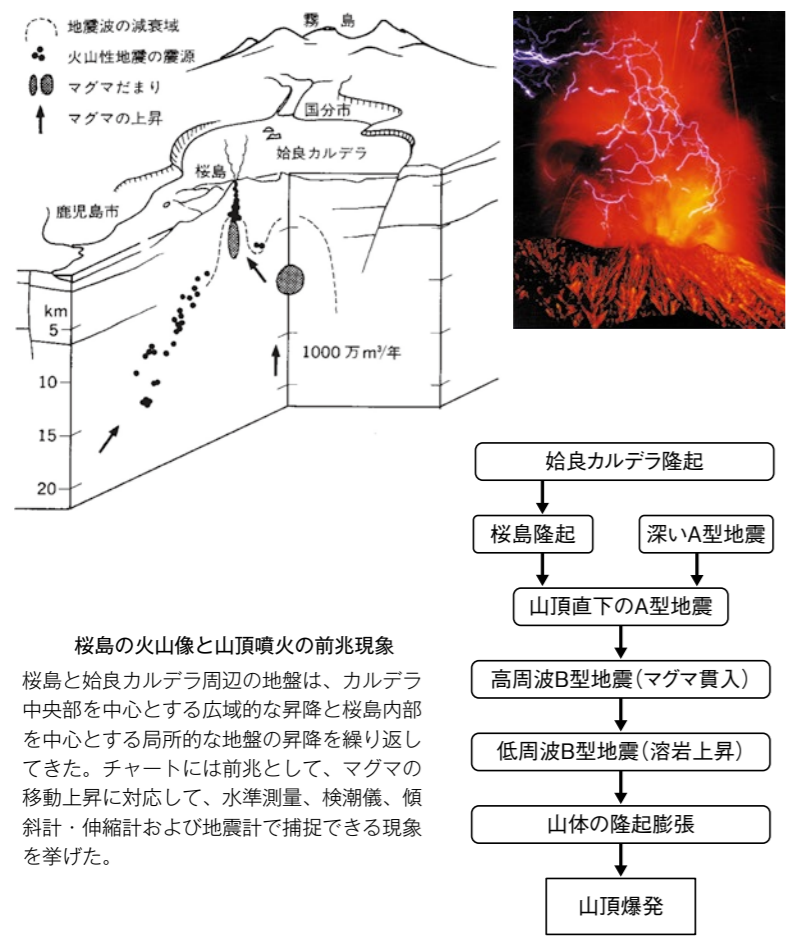 地震波の減衰域
火山性地震の震源
マグマだまり
マグマの上昇
霧島
国分市
姶良カルデラ
桜島
鹿児島市
km
5
10
15
20
1000万m³/年
姶良カルデラ隆起
桜島隆起
深いA型地震
山頂直下のA型地震
高周波B型地震(マグマ貫入)
低周波B型地震(溶岩上昇)
山体の隆起膨張
山頂爆発
桜島の火山像と山頂噴火の前兆現象
桜島と姶良カルデラ周辺の地盤は、カルデラ
中央部を中心とする広域的な昇降と桜島内部
を中心とする局所的な地盤の昇降を繰り返し
てきた。チャートには前兆として、マグマの
移動上昇に対応して、水準測量、検潮儀、傾
斜計・伸縮計および地震計で捕捉できる現象
を挙げた。